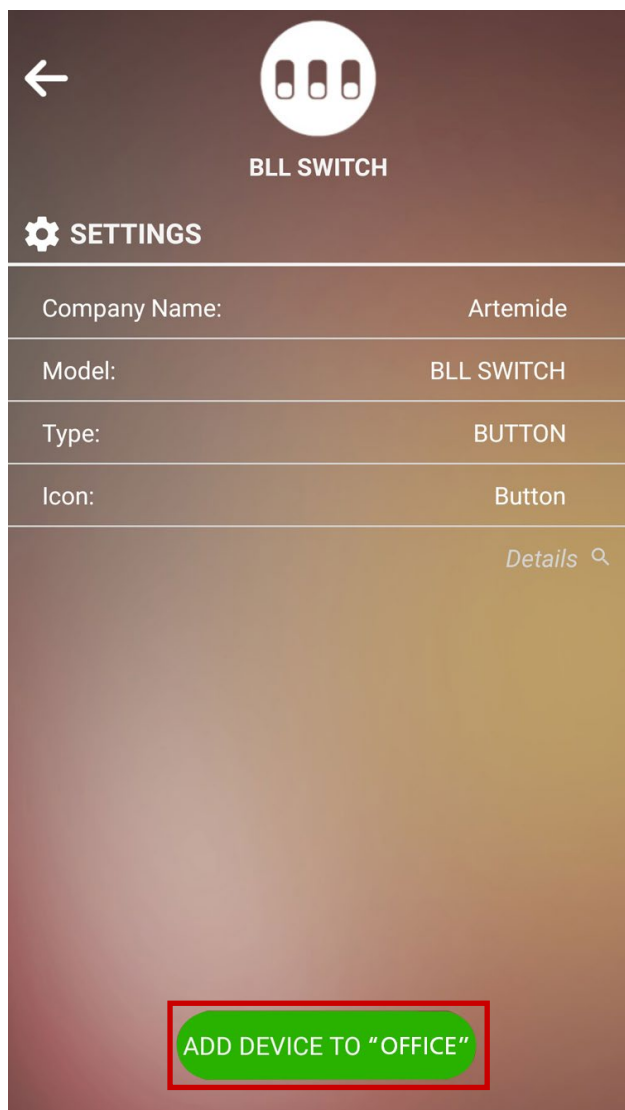 BLL SWITCH
SETTINGS
Company Name: Artemide
Model: BLL SWITCH
Type: BUTTON
Icon: Button
Details
ADD DEVICE TO “OFFICE”